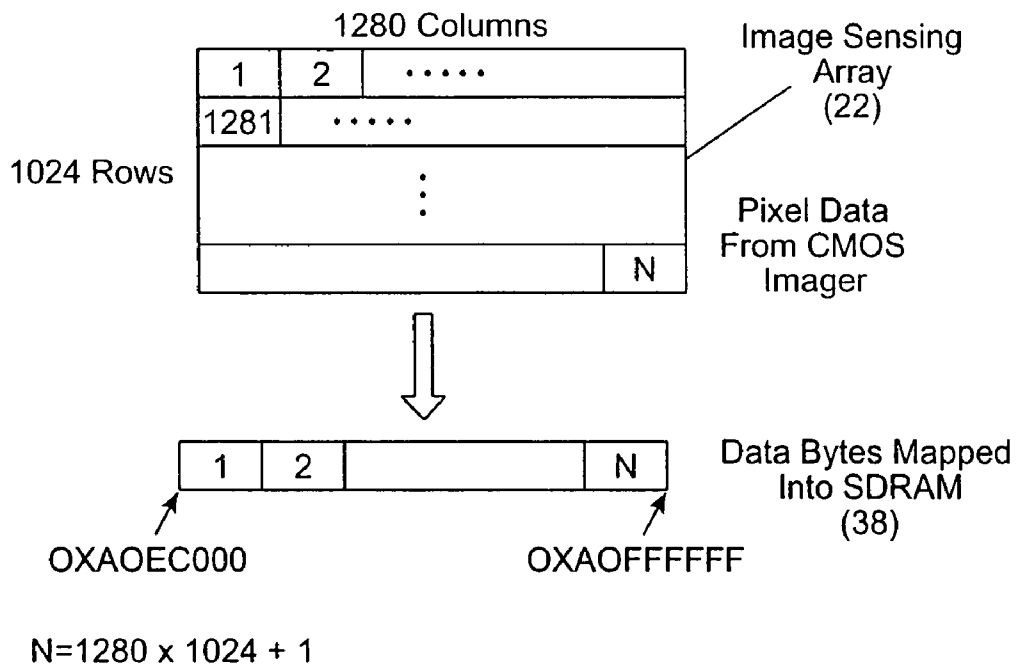 1280 Columns
Image Sensing
Array
(22)
1 2 .....
1281 .....
1024 Rows
Pixel Data
From CMOS
Imager
N
1 2 N
Data Bytes Mapped
Into SDRAM
(38)
OXAOEC000 OXAOFFFFFF
N=1280 x 1024 + 1